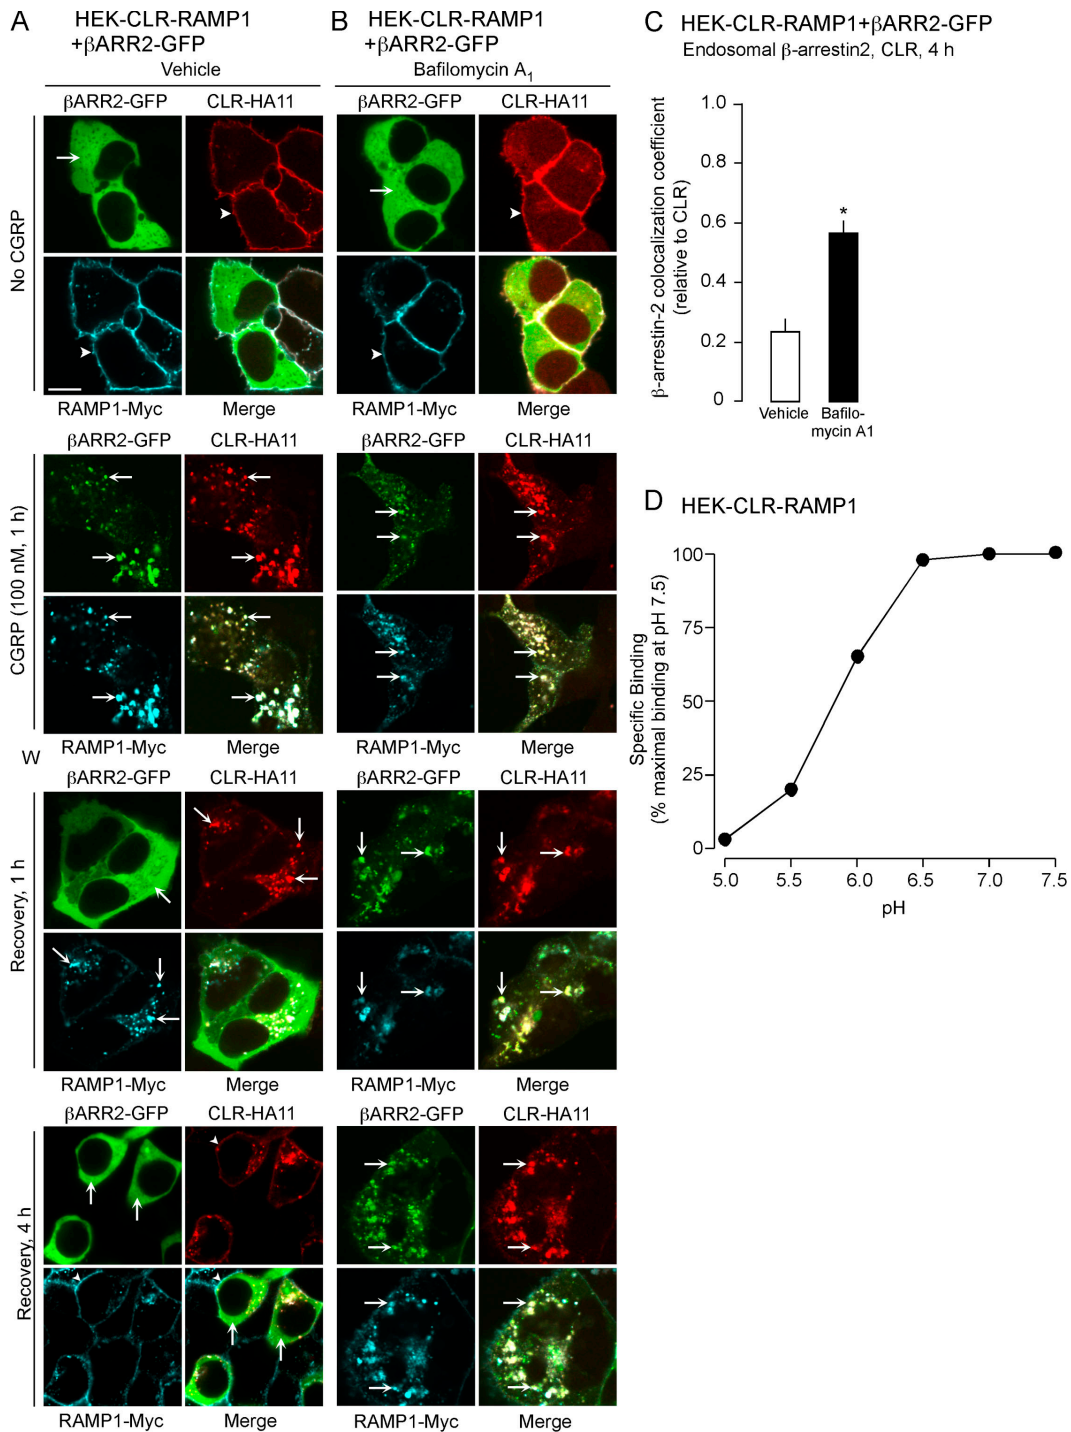 A HEK-CLR-RAMP1
+βARR2-GFP
Vehicle
βARR2-GFP CLR-HA11
No CGRP
RAMP1-Myc Merge
βARR2-GFP CLR-HA11
CGRP (100 nM, 1 h)
RAMP1-Myc Merge
W
βARR2-GFP CLR-HA11
Recovery, 1 h
RAMP1-Myc Merge
βARR2-GFP CLR-HA11
Recovery, 4 h
RAMP1-Myc Merge
B HEK-CLR-RAMP1
+βARR2-GFP
Bafilomycin A1
βARR2-GFP CLR-HA11
RAMP1-Myc Merge
βARR2-GFP CLR-HA11
RAMP1-Myc Merge
βARR2-GFP CLR-HA11
RAMP1-Myc Merge
βARR2-GFP CLR-HA11
RAMP1-Myc Merge
C HEK-CLR-RAMP1+βARR2-GFP
Endosomal β-arrestin2, CLR, 4 h
β-arrestin-2 colocalization coefficient
(relative to CLR)
1.0
0.8
0.6
0.4
0.2
0
*
Vehicle Bafilo-
mycin A1
D HEK-CLR-RAMP1
Specific Binding
(% maximal binding at pH 7.5)
100
75
50
25
0
5.0 5.5 6.0 6.5 7.0 7.5
pH